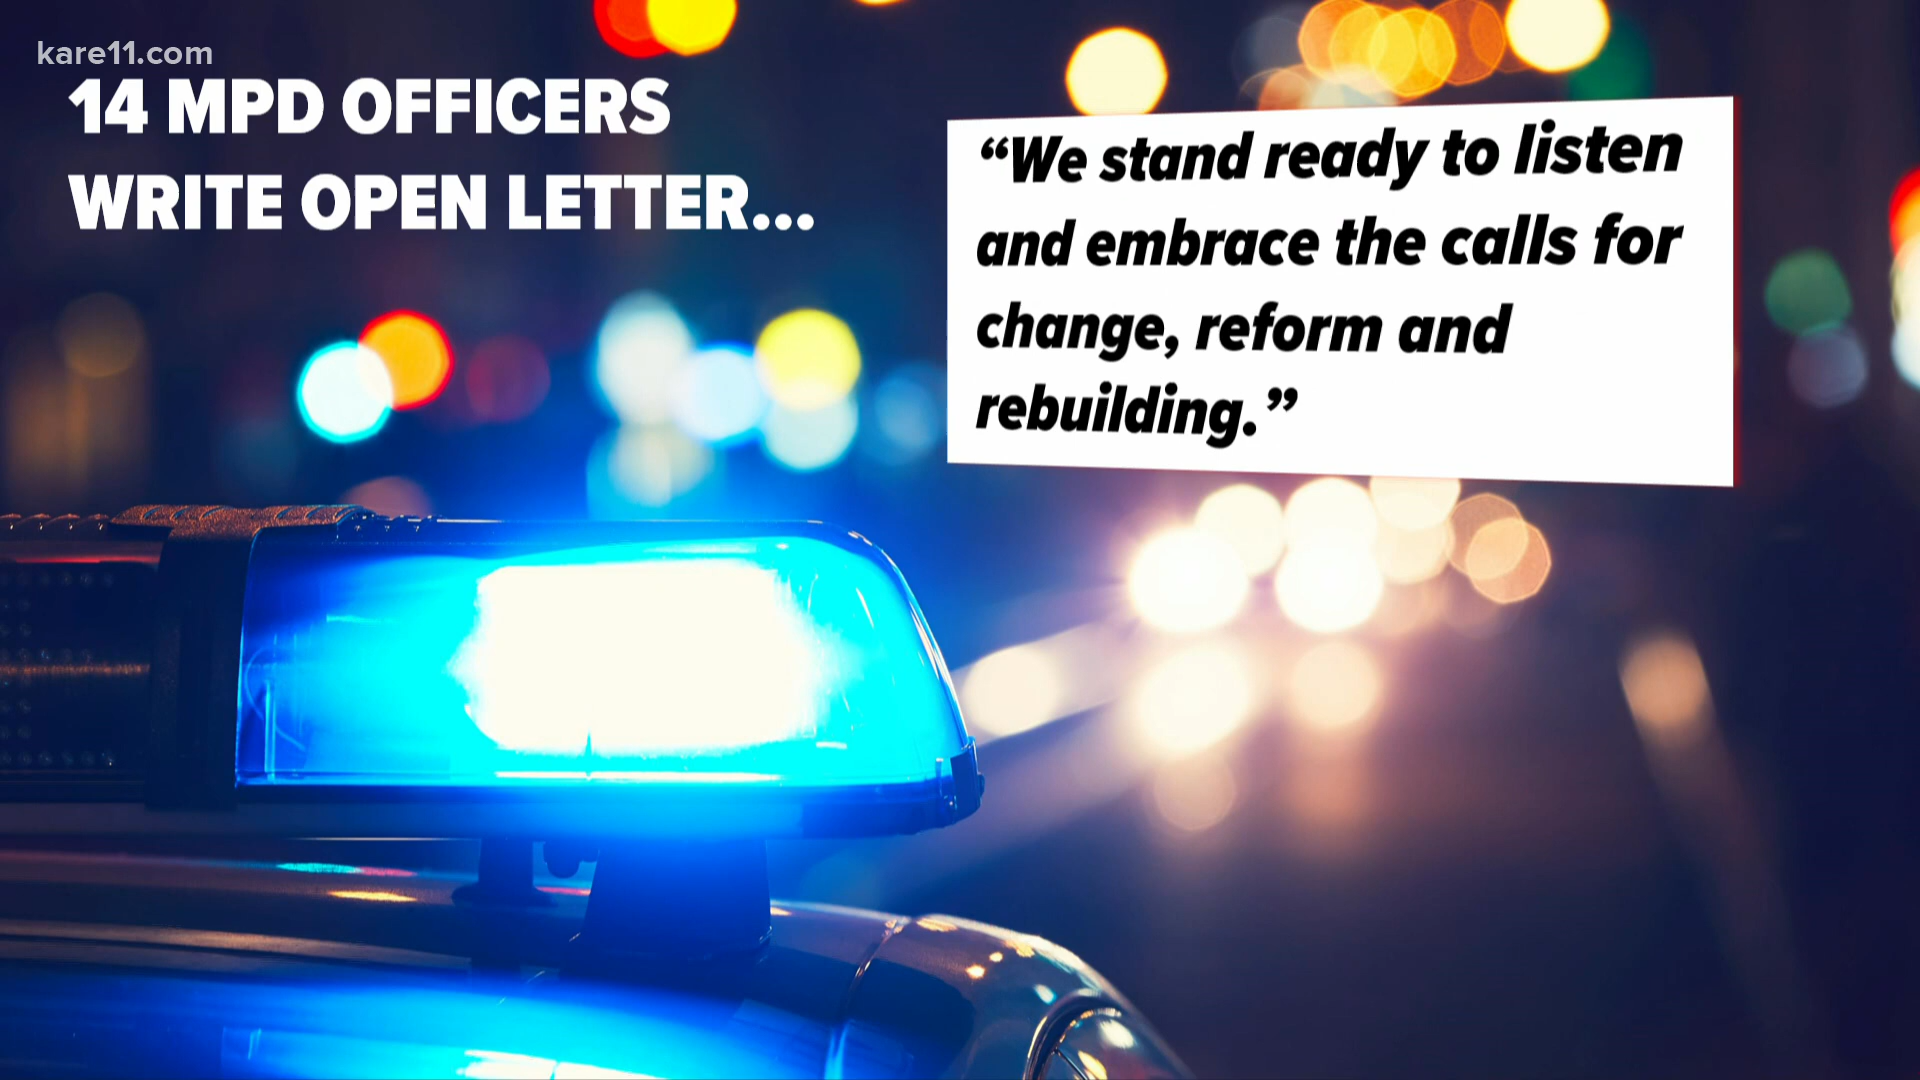 kare11.com
14 MPD OFFICERS
WRITE OPEN LETTER...
“We stand ready to listen
and embrace the calls for
change, reform and
rebuilding.”